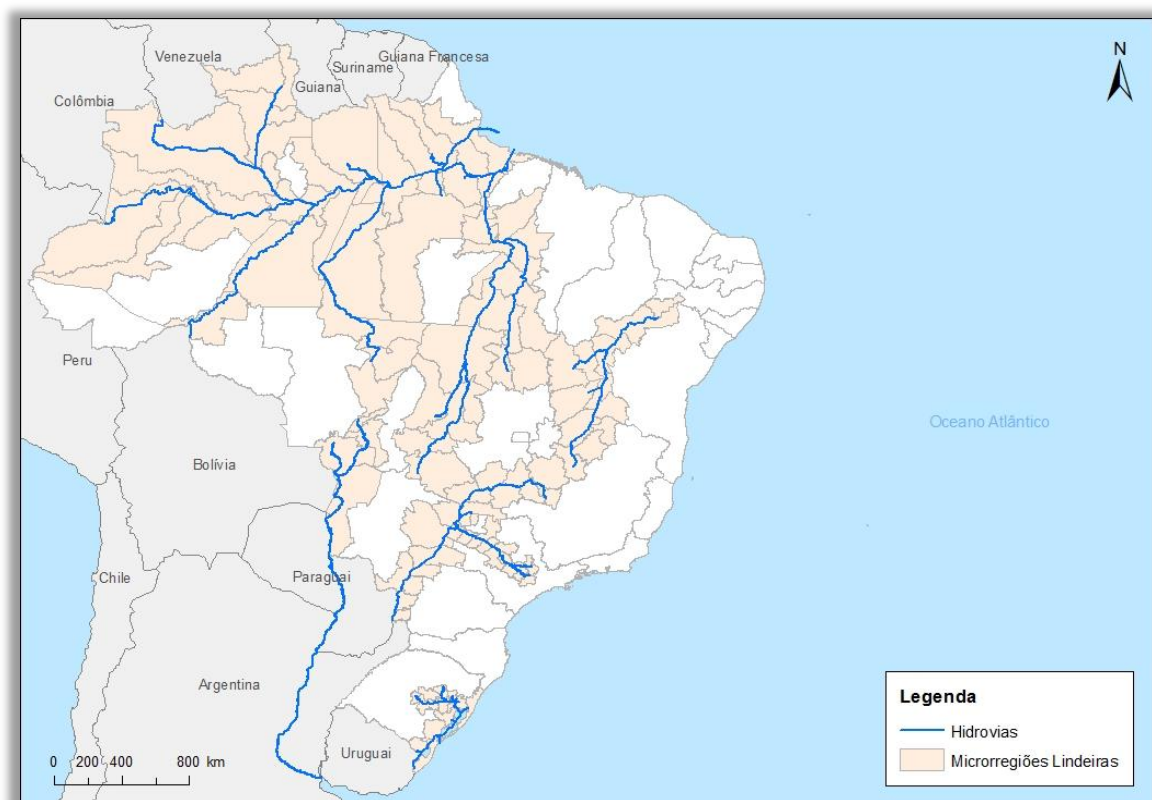 Venezuela
Guiana Francesa
Suriname
Guiana
Colômbia
N
Peru
Oceano Atlântico
Bolívia
Paraguai
Chile
Argentina
Uruguai
0 200 400 800 km
Legenda
Hidrovias
Microrregiões Lindeiras